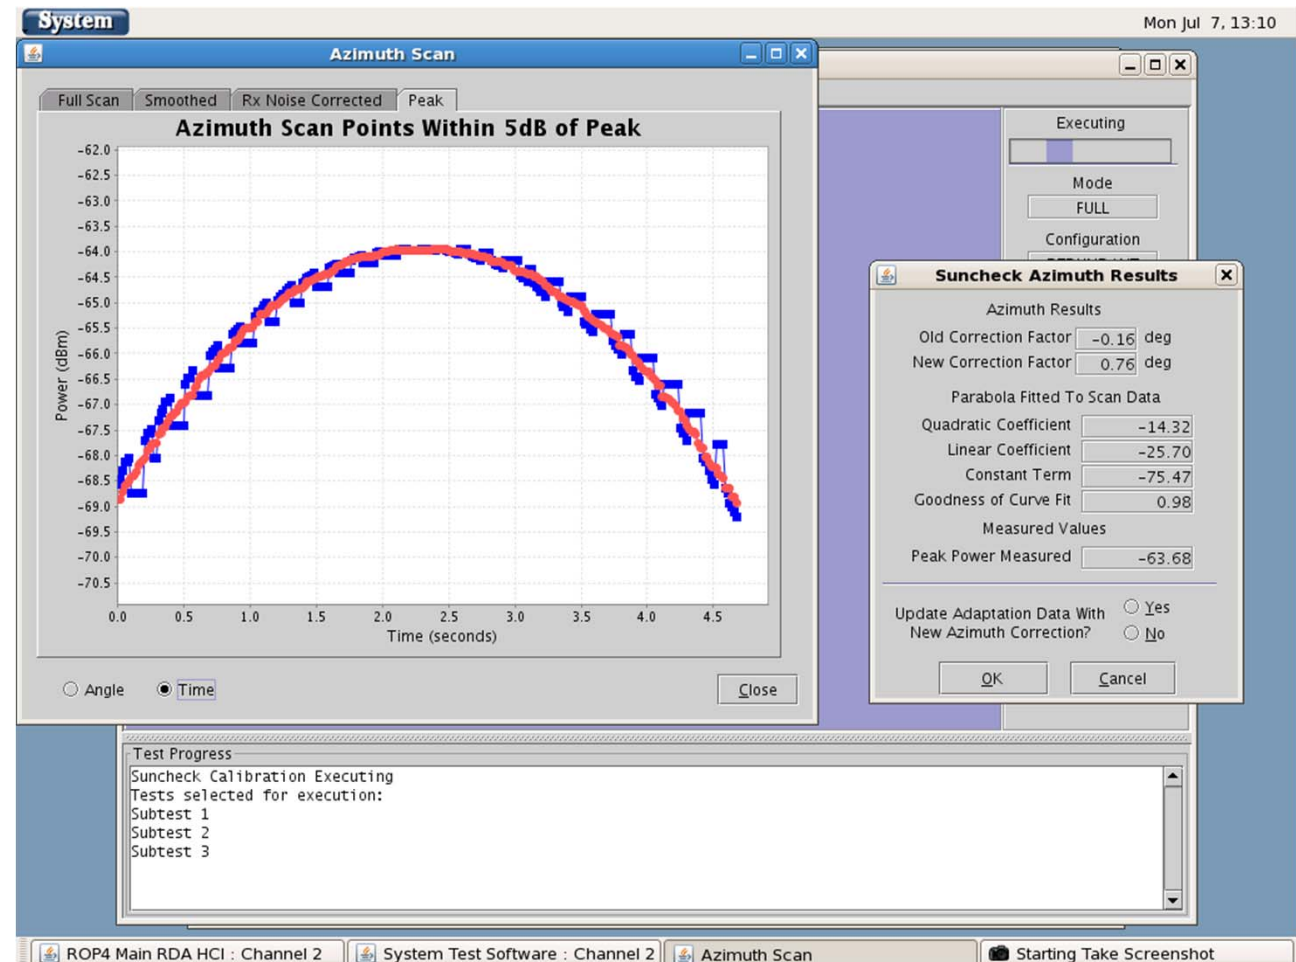 System
Mon Jul 7, 13:10
Azimuth Scan
Full Scan Smoothed Rx Noise Corrected Peak
Azimuth Scan Points Within 5dB of Peak
-62.0
-62.5
-63.0
-63.5
-64.0
-64.5
-65.0
-65.5
-66.0
-66.5
-67.0
-67.5
-68.0
-68.5
-69.0
-69.5
-70.0
-70.5
Power (dBm)
0.0 0.5 1.0 1.5 2.0 2.5 3.0 3.5 4.0 4.5
Time (seconds)
Angle Time
Close
Executing
Mode
FULL
Configuration
Suncheck Azimuth Results
Azimuth Results
Old Correction Factor -0.16 deg
New Correction Factor 0.76 deg
Parabola Fitted To Scan Data
Quadratic Coefficient -14.32
Linear Coefficient -25.70
Constant Term -75.47
Goodness of Curve Fit 0.98
Measured Values
Peak Power Measured -63.68
Update Adaptation Data With Yes
New Azimuth Correction? No
OK Cancel
Test Progress
Suncheck Calibration Executing
Tests selected for execution:
Subtest 1
Subtest 2
Subtest 3
ROP4 Main RDA HCI : Channel 2 System Test Software : Channel 2 Azimuth Scan Starting Take Screenshot